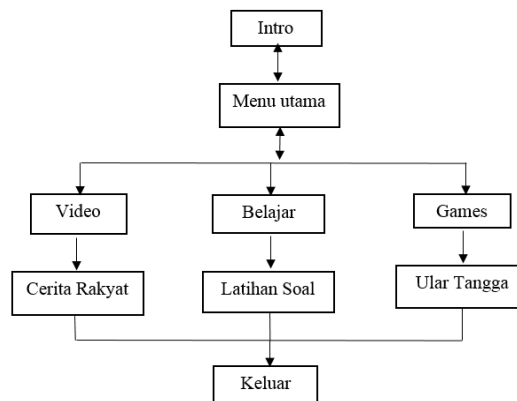 Intro
Menu utama
Video
Belajar
Games
Cerita Rakyat
Latihan Soal
Ular Tangga
Keluar